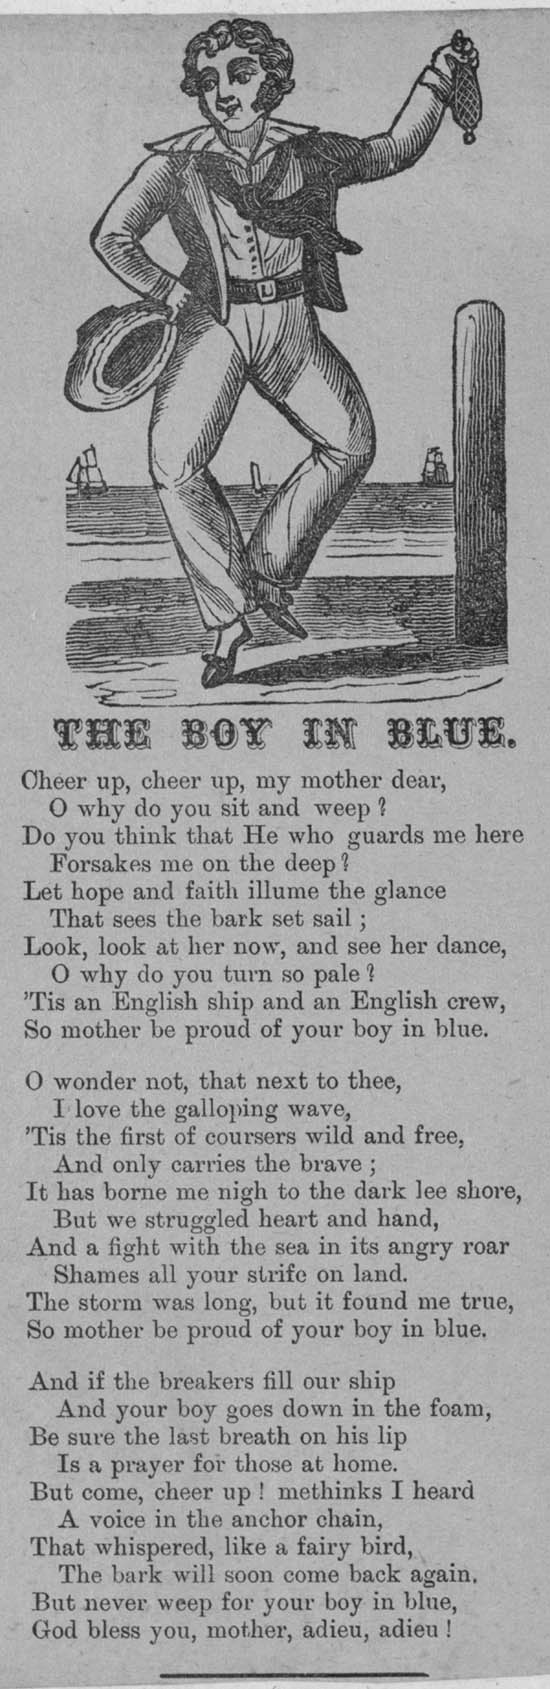 THE BOY IN BLUE.
Cheer up, cheer up, my mother dear,
O why do you sit and weep?
Do you think that He who guards me here
Forsakes me on the deep?
Let hope and faith illume the glance
That sees the bark set sail;
Look, look at her now, and see her dance,
O why do you turn so pale?
'Tis an English ship and an English crew,
So mother be proud of your boy in blue.
O wonder not, that next to thee,
I love the galloping wave,
'Tis the first of coursers wild and free,
And only carries the brave;
It has borne me nigh to the dark lee shore,
But we struggled heart and hand,
And a fight with the sea in its angry roar
Shames all your strife on land.
The storm was long, but it found me true,
So mother be proud of your boy in blue.
And if the breakers fill our ship
And your boy goes down in the foam,
Be sure the last breath on his lip
Is a prayer for those at home.
But come, cheer up! methinks I heard
A voice in the anchor chain,
That whispered, like a fairy bird,
The bark will soon come back again.
But never weep for your boy in blue,
God bless you, mother, adieu, adieu!